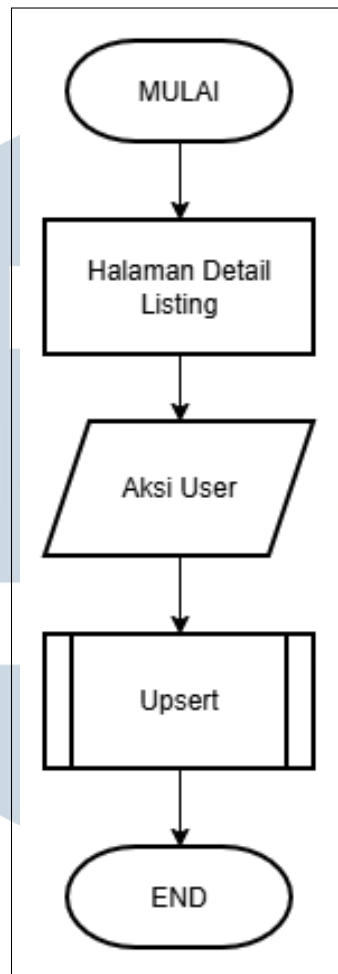 MULAI
Halaman Detail
Listing
Aksi User
Upsert
END